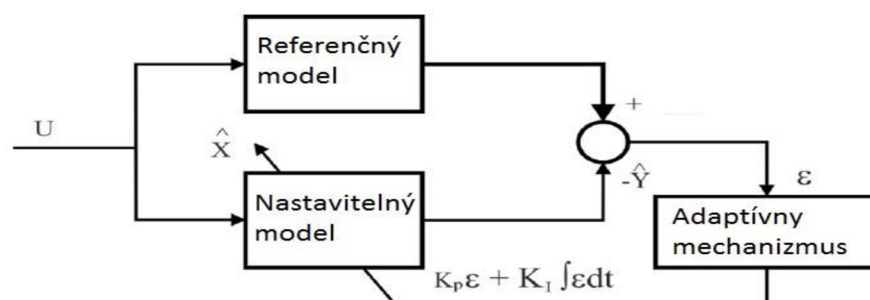 Referenčný
model
+
U
X̂
-Ŷ
ε
Nastavitelný
model
Adaptívny
mechanizmus
Kpε + KI ∫εdt